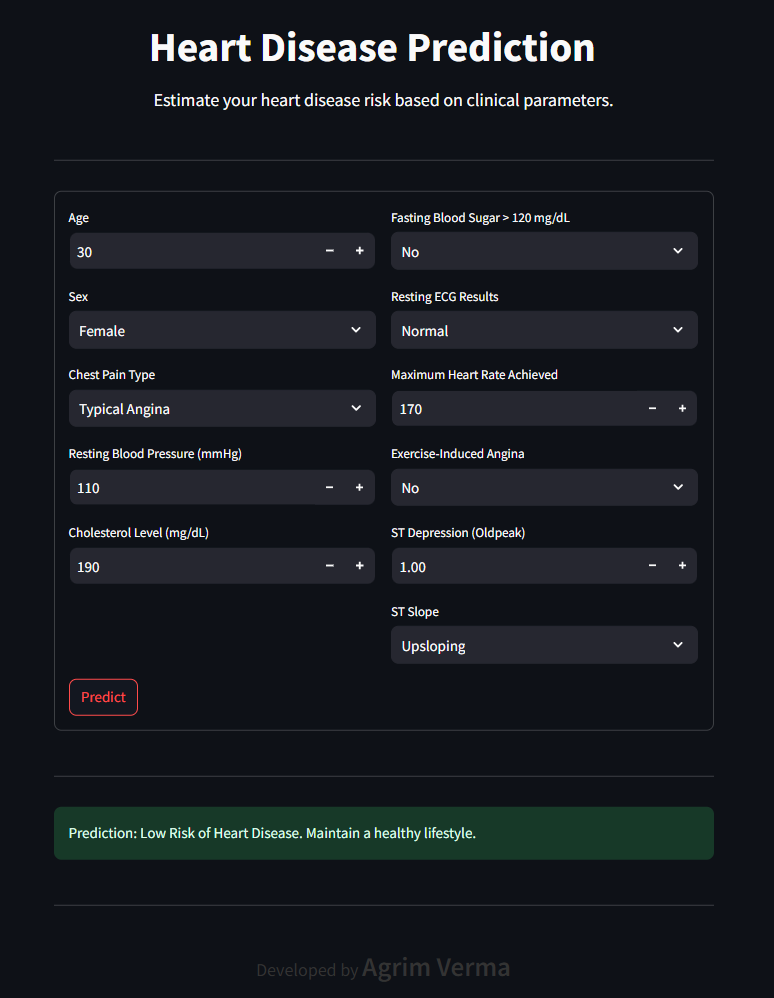 Heart Disease Prediction
Estimate your heart disease risk based on clinical parameters.
Age
30
Sex
Female
Chest Pain Type
Typical Angina
Resting Blood Pressure (mmHg)
110
Cholesterol Level (mg/dL)
190
Fasting Blood Sugar > 120 mg/dL
No
Resting ECG Results
Normal
Maximum Heart Rate Achieved
170
Exercise-Induced Angina
No
ST Depression (Oldpeak)
1.00
ST Slope
Upsloping
Predict
Prediction: Low Risk of Heart Disease. Maintain a healthy lifestyle.
Developed by Agrim Verma